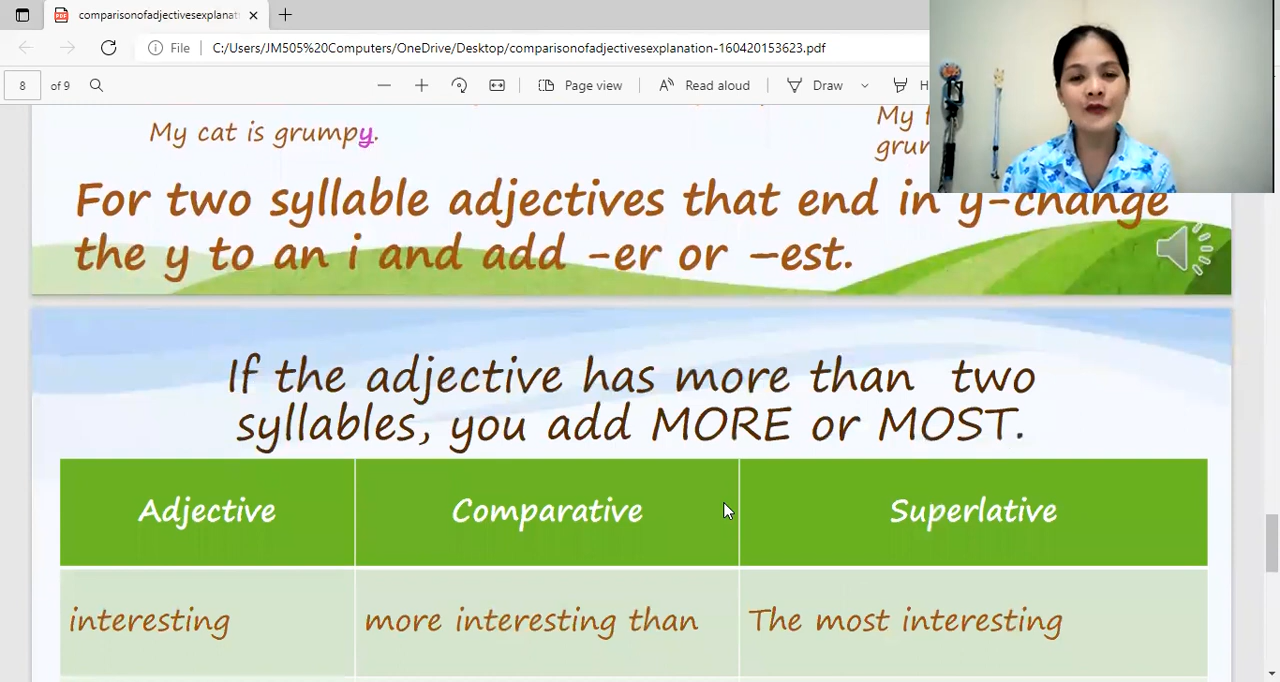 comparisonofadjectivesexplanat
File C:/Users/JM505%20Computers/OneDrive/Desktop/comparisonofadjectivesexplanation-160420153623.pdf
8 of 9 Page view Read aloud Draw
My cat is grumpy.
My
For two syllable adjectives that end in y-change
the y to an i and add -er or –est.
If the adjective has more than two
syllables, you add MORE or MOST.
Adjective Comparative Superlative
interesting more interesting than The most interesting